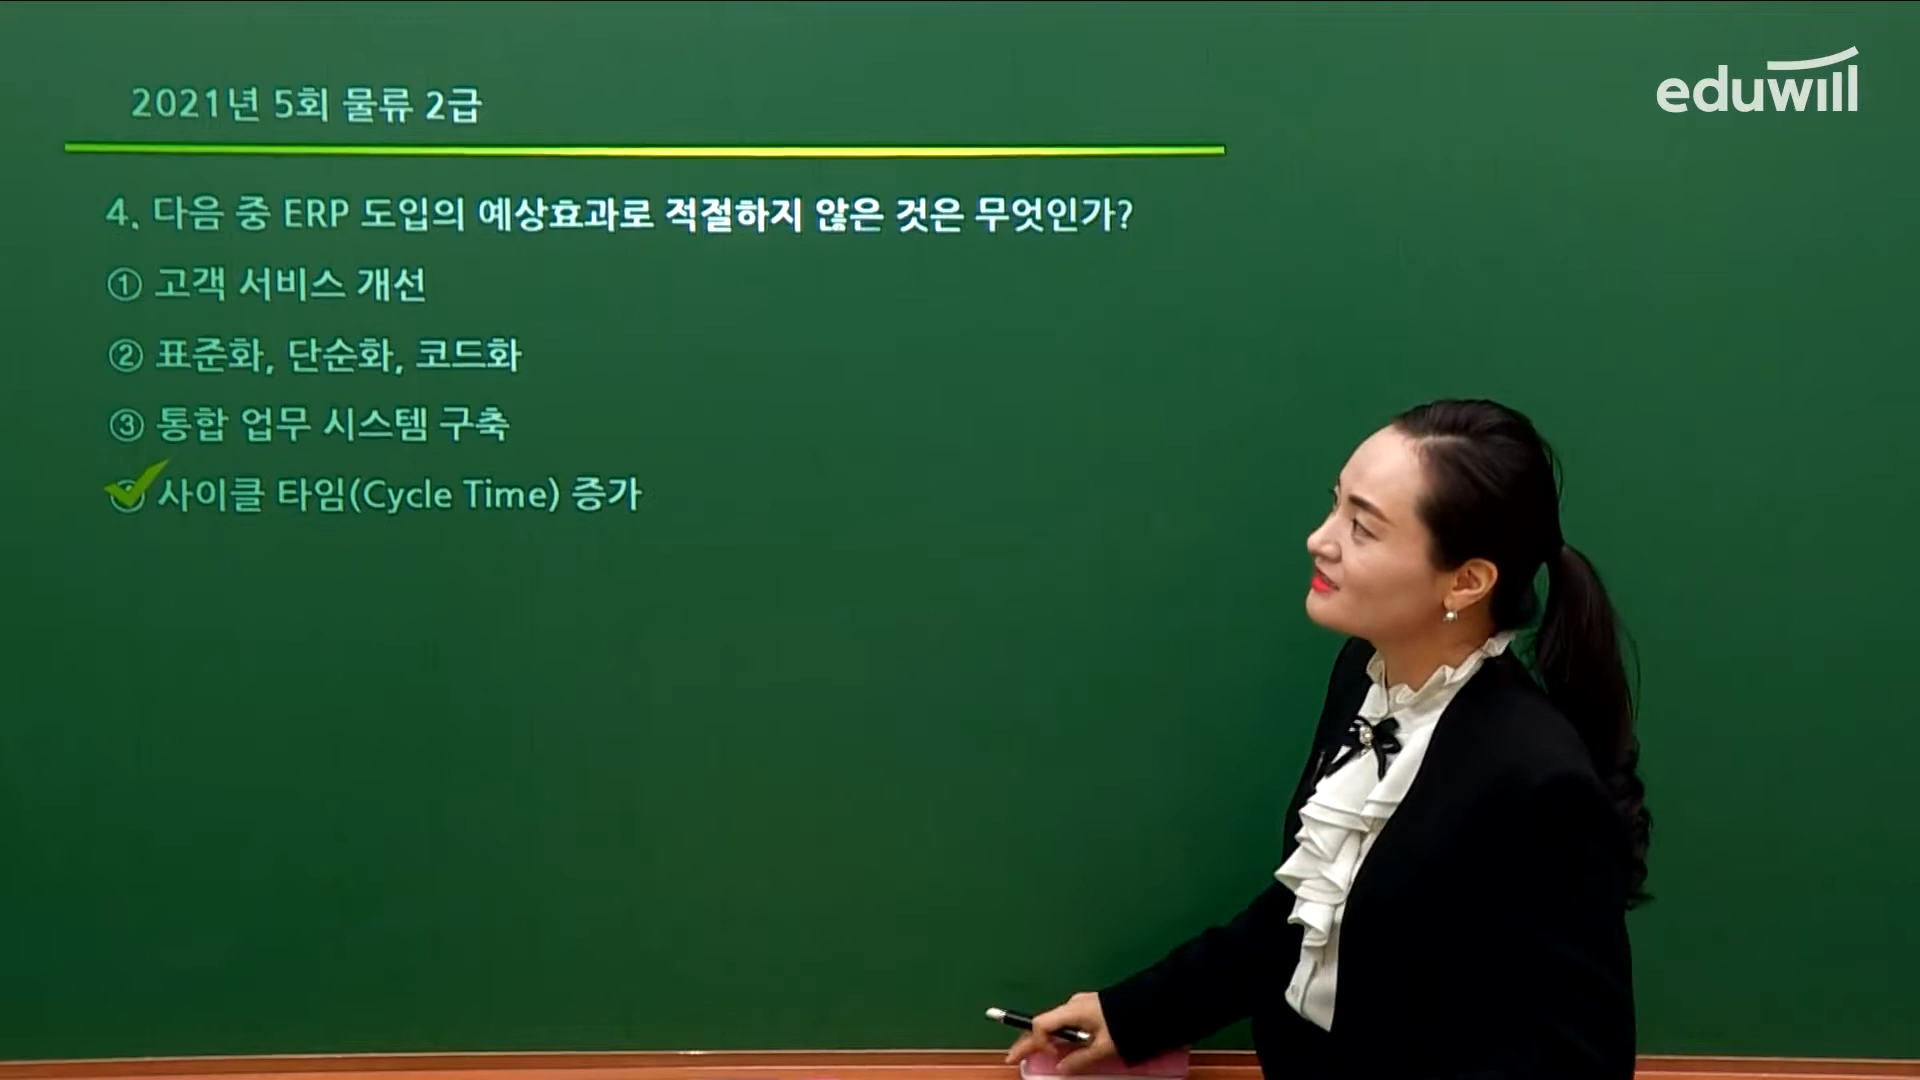 eduwill
2021년 5회 물류 2급
4. 다음 중 ERP 도입의 예상효과로 적절하지 않은 것은 무엇인가?
① 고객 서비스 개선
② 표준화, 단순화, 코드화
③ 통합 업무 시스템 구축
④ 사이클 타임(Cycle Time) 증가